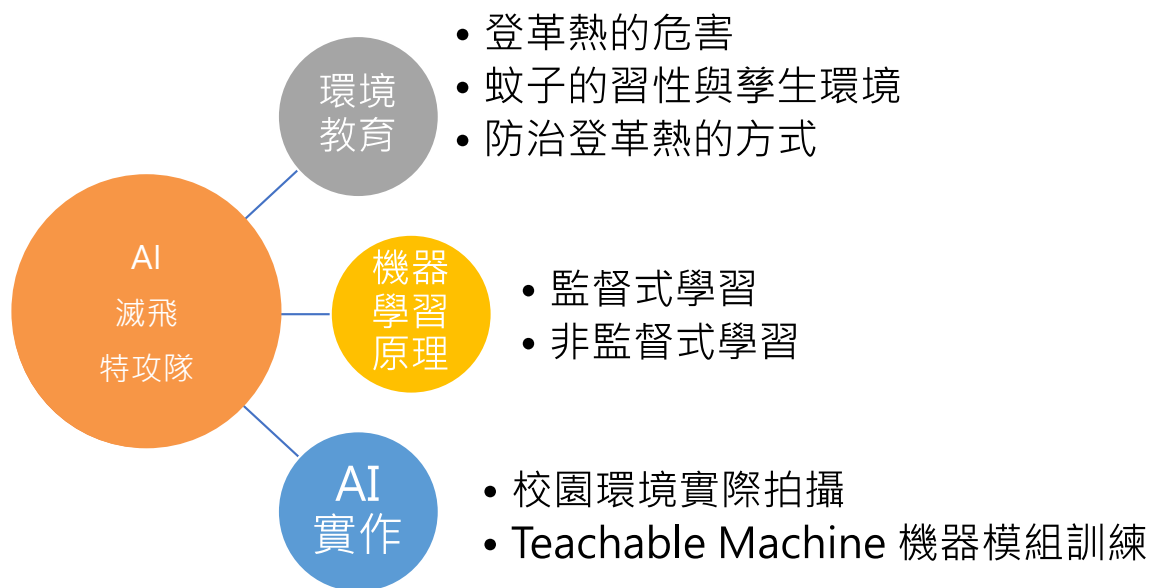 AI
滅飛
特攻隊
環境
教育
• 登革熱的危害
• 蚊子的習性與孳生環境
• 防治登革熱的方式
機器
學習
原理
• 監督式學習
• 非監督式學習
AI
實作
• 校園環境實際拍攝
• Teachable Machine 機器模組訓練